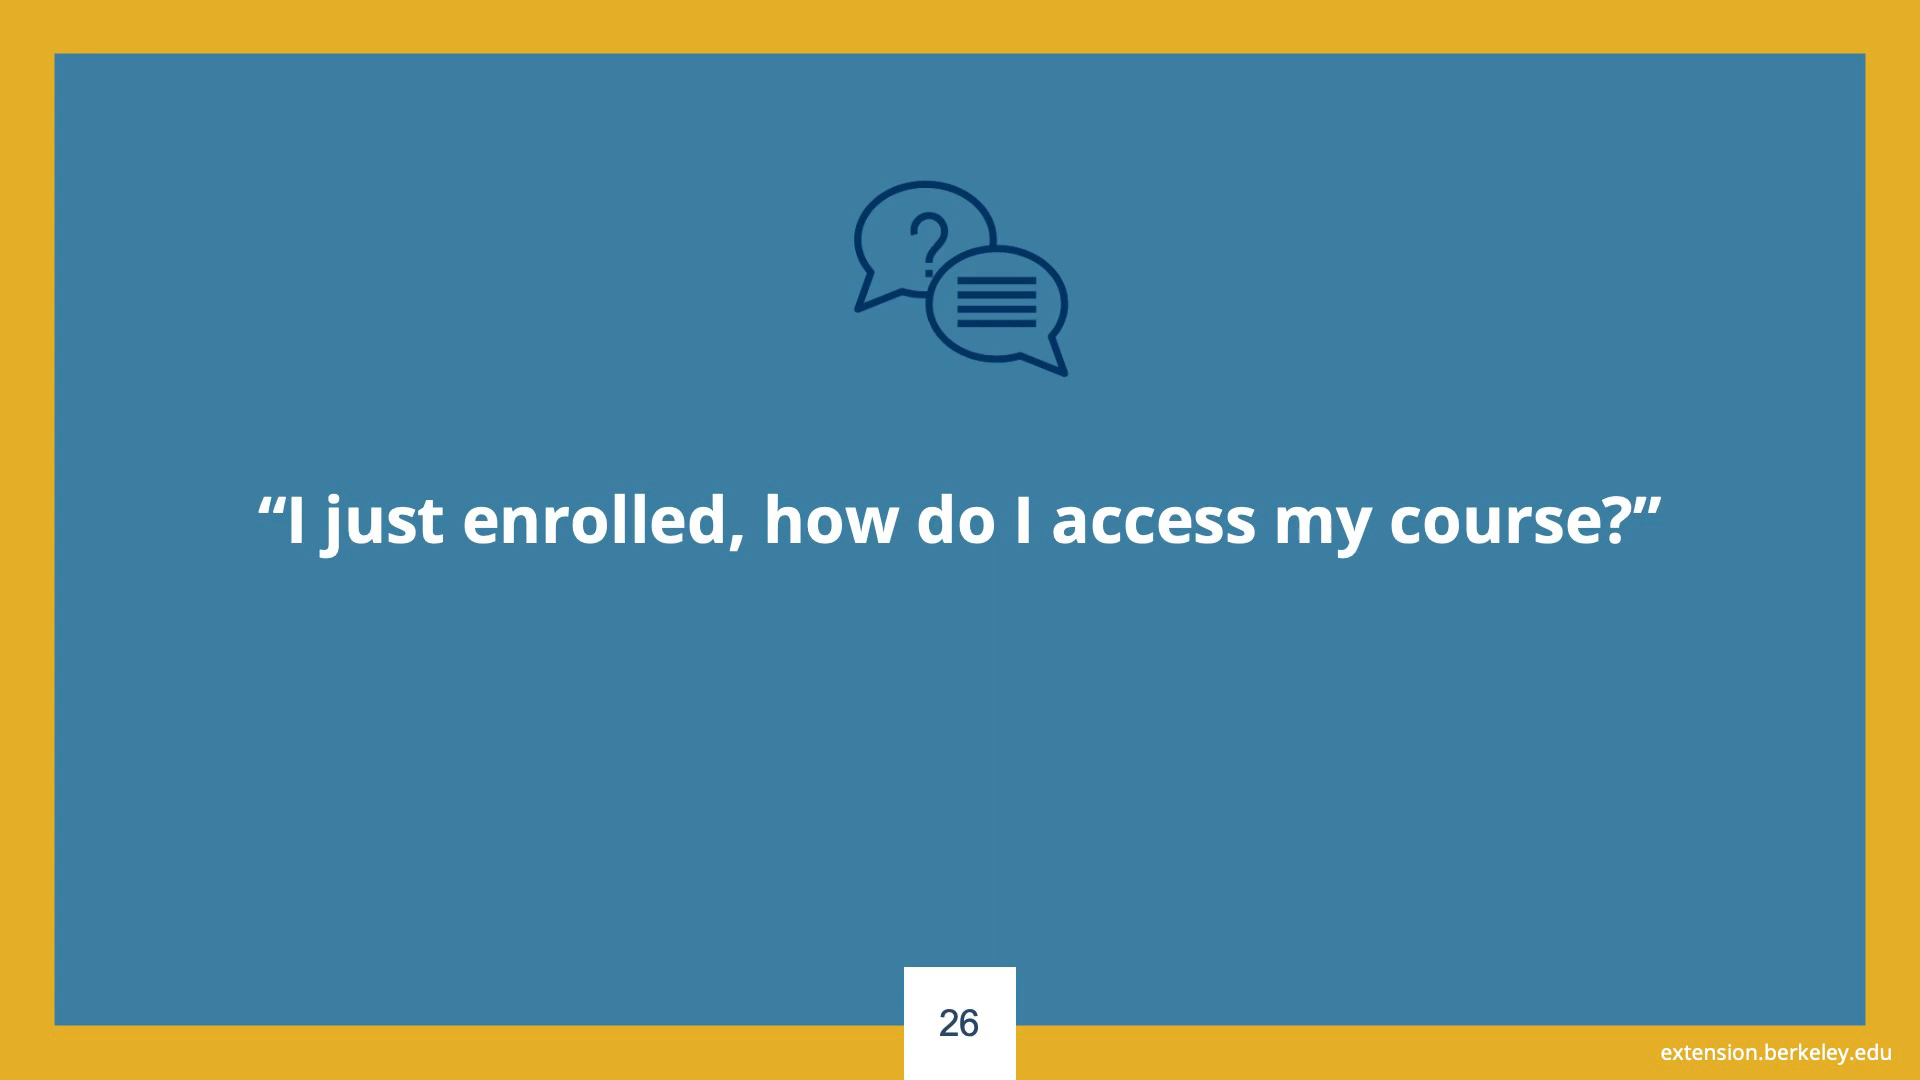 ?
“I just enrolled, how do I access my course?”
26
extension.berkeley.edu